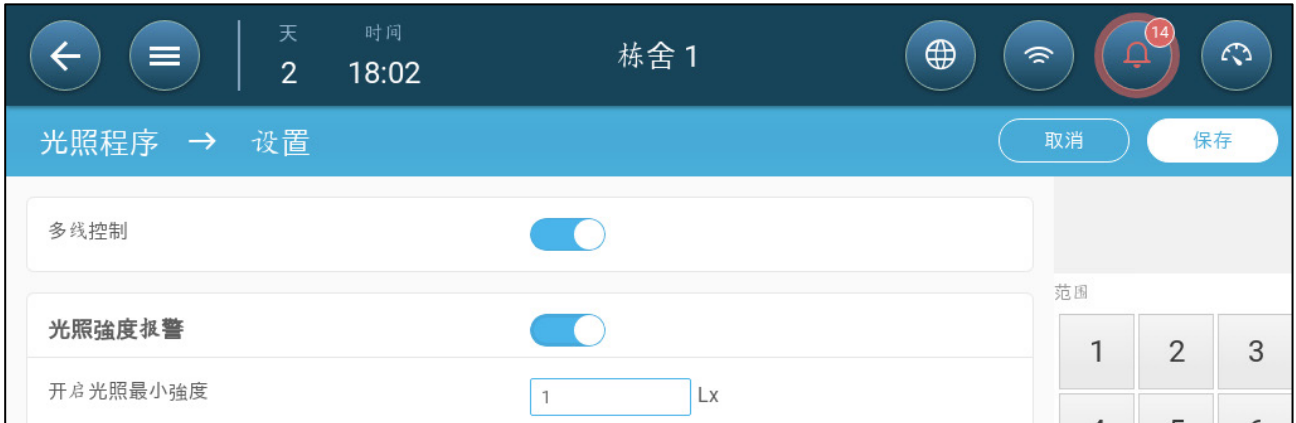 天 时间
2 18:02 栋舍 1 14
光照程序 → 设置 取消 保存
多线控制
范围
光照強度报警
1 2 3
开启光照最小強度 1 Lx